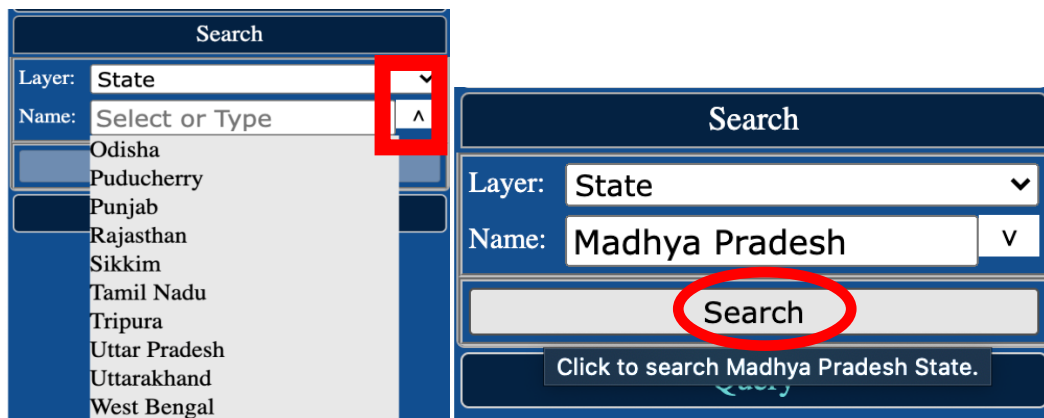 Search
Layer: State
Name: Select or Type ^
Odisha
Puducherry
Punjab
Rajasthan
Sikkim
Tamil Nadu
Tripura
Uttar Pradesh
Uttarakhand
West Bengal
Search
Layer: State
Name: Madhya Pradesh v
Search
Click to search Madhya Pradesh State.
Query